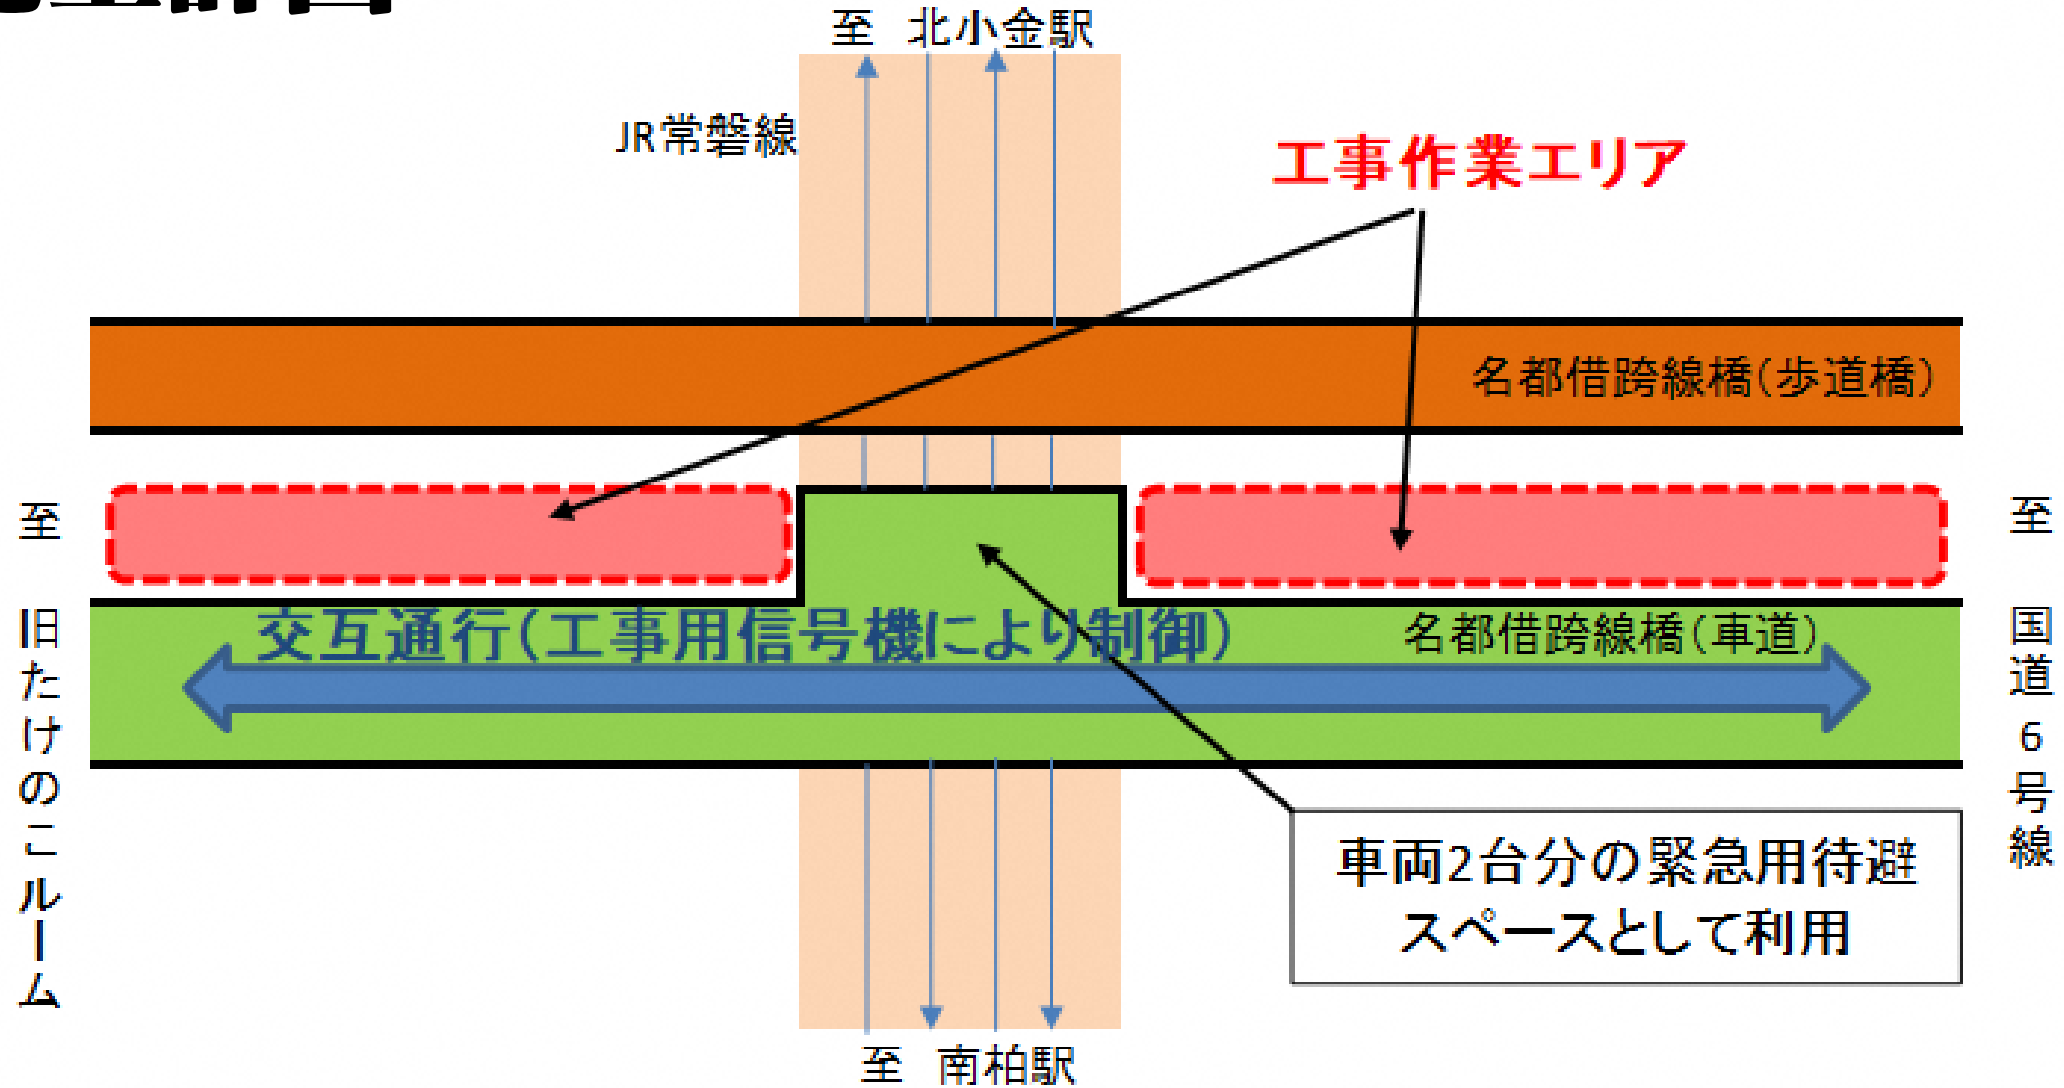 至 北小金駅
JR常磐線
工事作業エリア
名都借跨線橋(歩道橋)
至 旧たけのこルーム
至 国道6号線
交互通行(工事用信号機により制御)
名都借跨線橋(車道)
車両2台分の緊急用待避
スペースとして利用
至 南柏駅